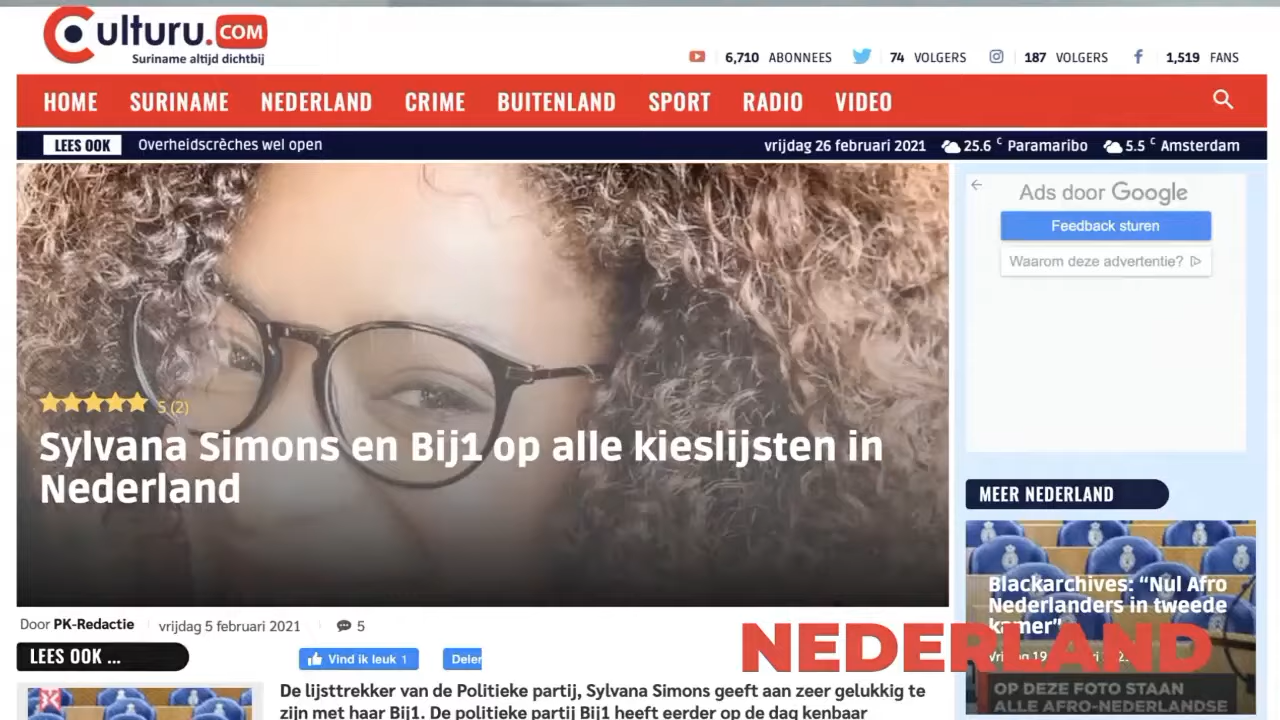 Culturu.COM
Suriname altijd dichtbij
6,710 ABONNEES 74 VOLGERS 187 VOLGERS 1,519 FANS
HOME SURINAME NEDERLAND CRIME BUITENLAND SPORT RADIO VIDEO
LEES OOK Overheidscrèches wel open vrijdag 26 februari 2021 25.6 C Paramaribo 5.5 C Amsterdam
Ads door Google
Feedback sturen
Waarom deze advertentie?
5 (2)
Sylvana Simons en Bij1 op alle kieslijsten in
Nederland
MEER NEDERLAND
Blackarchives: “Nul Afro
Nederlanders in tweede
kamer”
OP DEZE FOTO STAAN
ALLE AFRO-NEDERLANDSE
Door PK-Redactie vrijdag 5 februari 2021 5
NEDERLAND
LEES OOK ...
Vind ik leuk 1
De lijsttrekker van de Politieke partij, Sylvana Simons geeft aan zeer gelukkig te
zijn met haar Bij1. De politieke partij Bij1 heeft eerder op de dag kenbaar